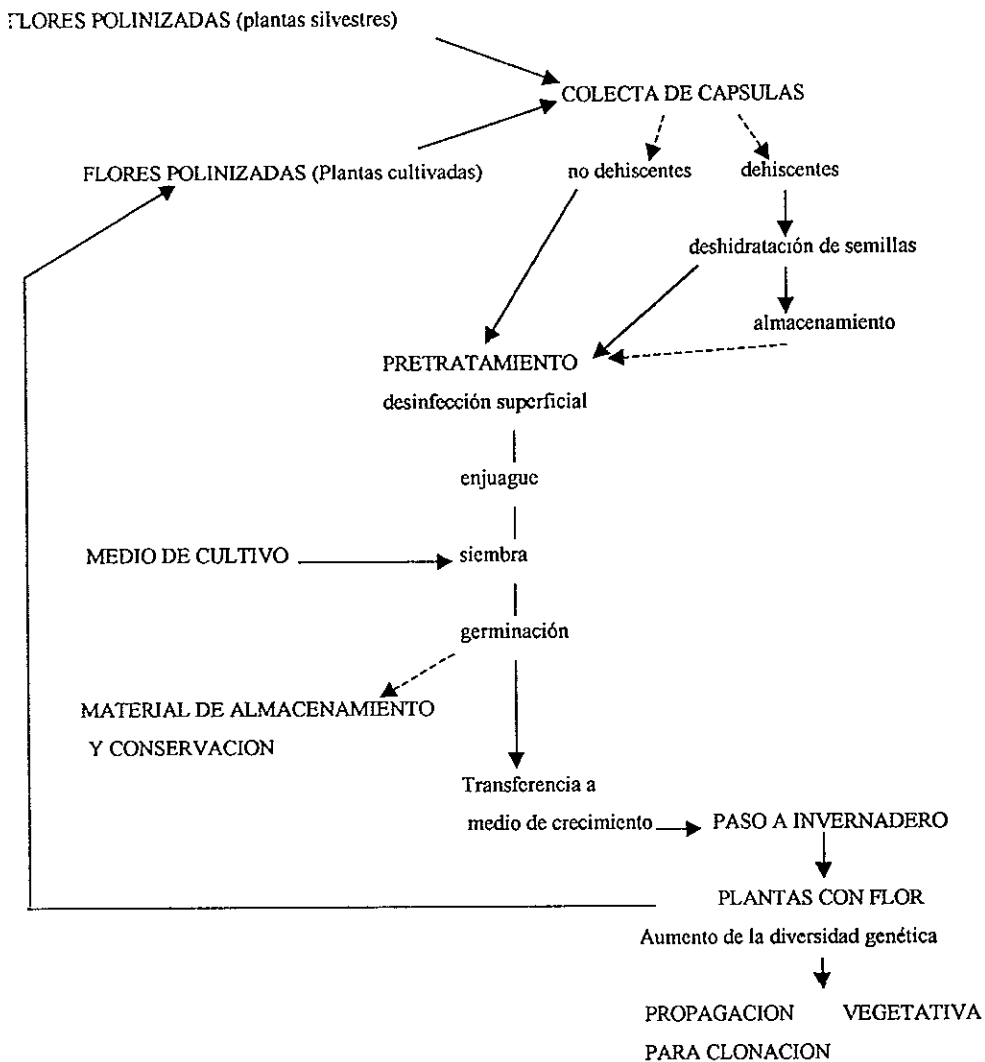 FLORES POLINIZADAS (plantas silvestres)
COLECTA DE CAPSULAS
FLORES POLINIZADAS (Plantas cultivadas)
no dehiscentes
dehiscentes
deshidratación de semillas
almacenamiento
PRETRATAMIENTO
desinfección superficial
enjuague
MEDIO DE CULTIVO
siembra
germinación
MATERIAL DE ALMACENAMIENTO
Y CONSERVACION
Transferencia a
medio de crecimiento
PASO A INVERNADERO
PLANTAS CON FLOR
Aumento de la diversidad genética
PROPAGACION VEGETATIVA
PARA CLONACION